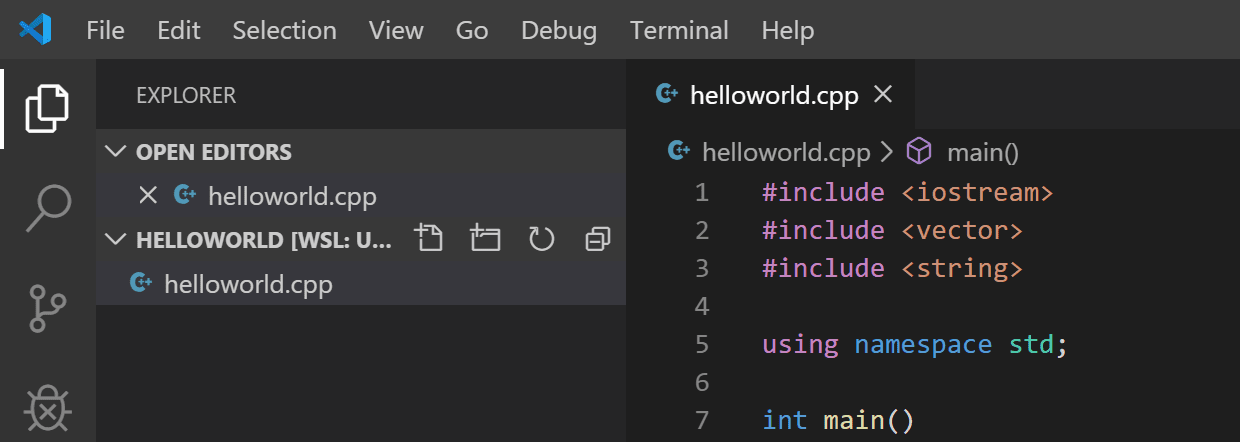 File Edit Selection View Go Debug Terminal Help
EXPLORER
OPEN EDITORS
helloworld.cpp
HELLOWORLD [WSL: U...
helloworld.cpp
helloworld.cpp
helloworld.cpp > main()
1 #include <iostream>
2 #include <vector>
3 #include <string>
4
5 using namespace std;
6
7 int main()